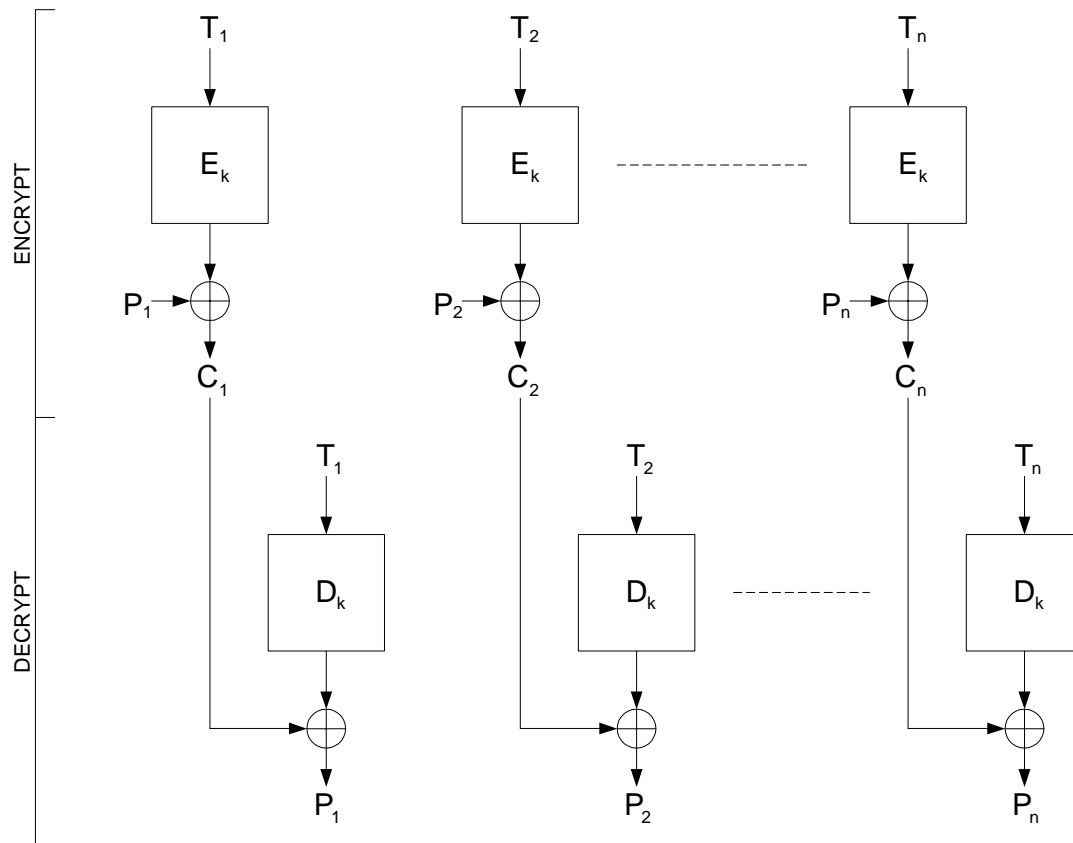 T1 T2 Tn
ENCRYPT
Ek Ek Ek
P1 P2 Pn
C1 C2 Cn
T1 T2 Tn
DECRYPT
Dk Dk Dk
P1 P2 Pn